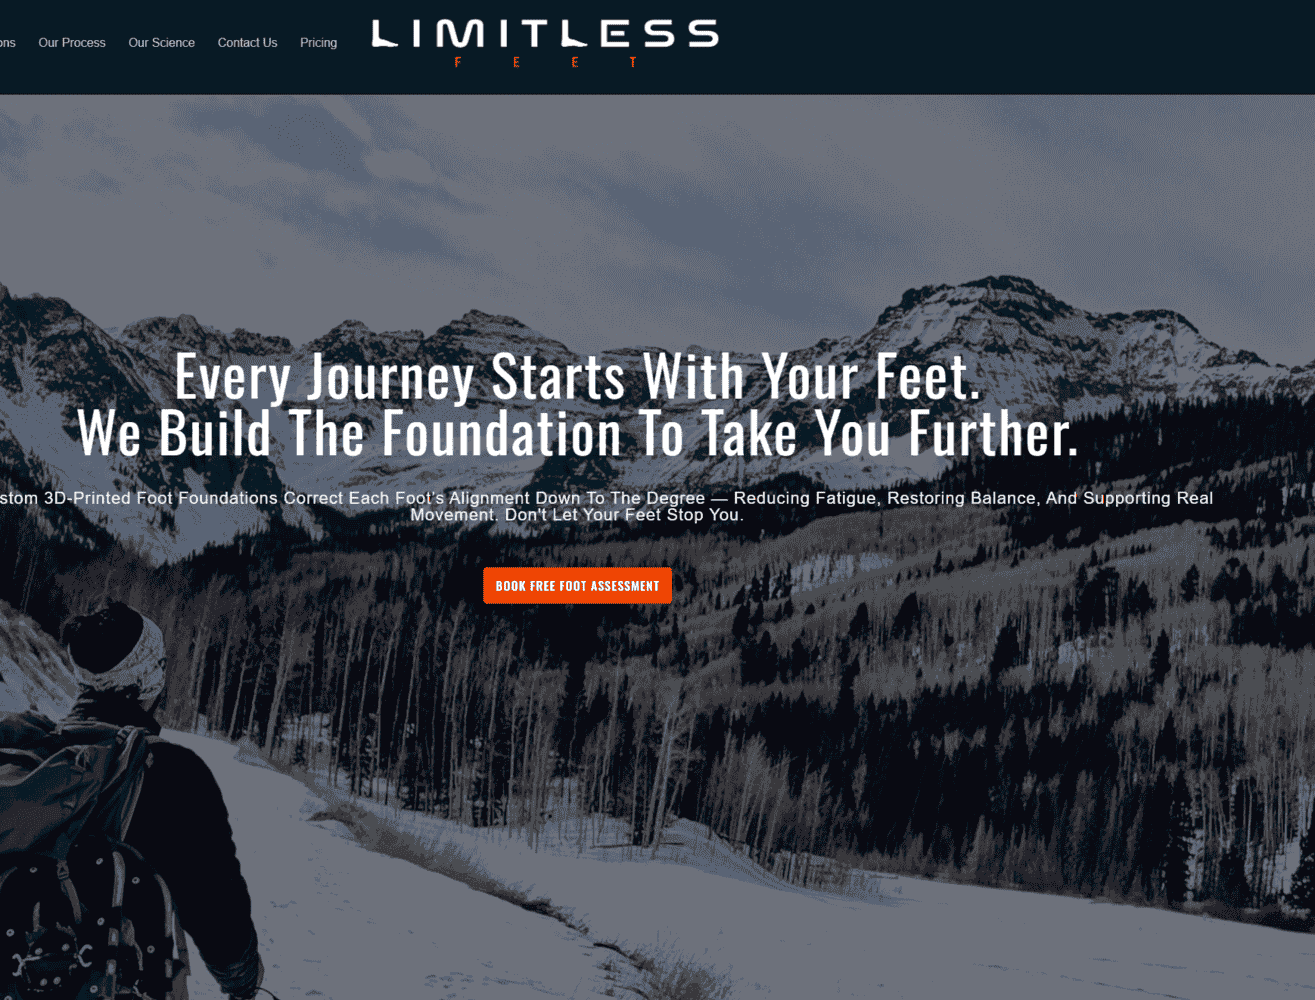 Our Process Our Science Contact Us Pricing
LIMITLESS
FEET
Every Journey Starts With Your Feet.
We Build The Foundation To Take You Further.
3D-Printed Foot Foundations Correct Each Foot's Alignment Down To The Degree — Reducing Fatigue, Restoring Balance, And Supporting Real
Movement. Don't Let Your Feet Stop You.
BOOK FREE FOOT ASSESSMENT